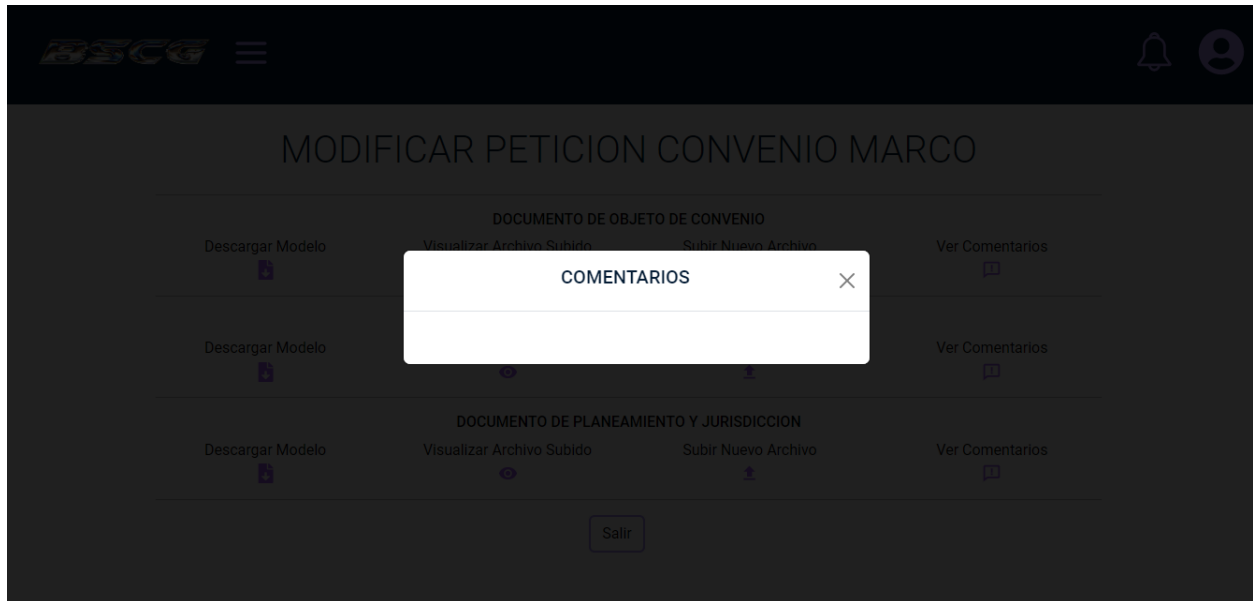 BSCG
MODIFICAR PETICION CONVENIO MARCO
DOCUMENTO DE OBJETO DE CONVENIO
Descargar Modelo Visualizar Archivo Subido Subir Nuevo Archivo Ver Comentarios
COMENTARIOS
Descargar Modelo Ver Comentarios
DOCUMENTO DE PLANEAMIENTO Y JURISDICCION
Descargar Modelo Visualizar Archivo Subido Subir Nuevo Archivo Ver Comentarios
Salir